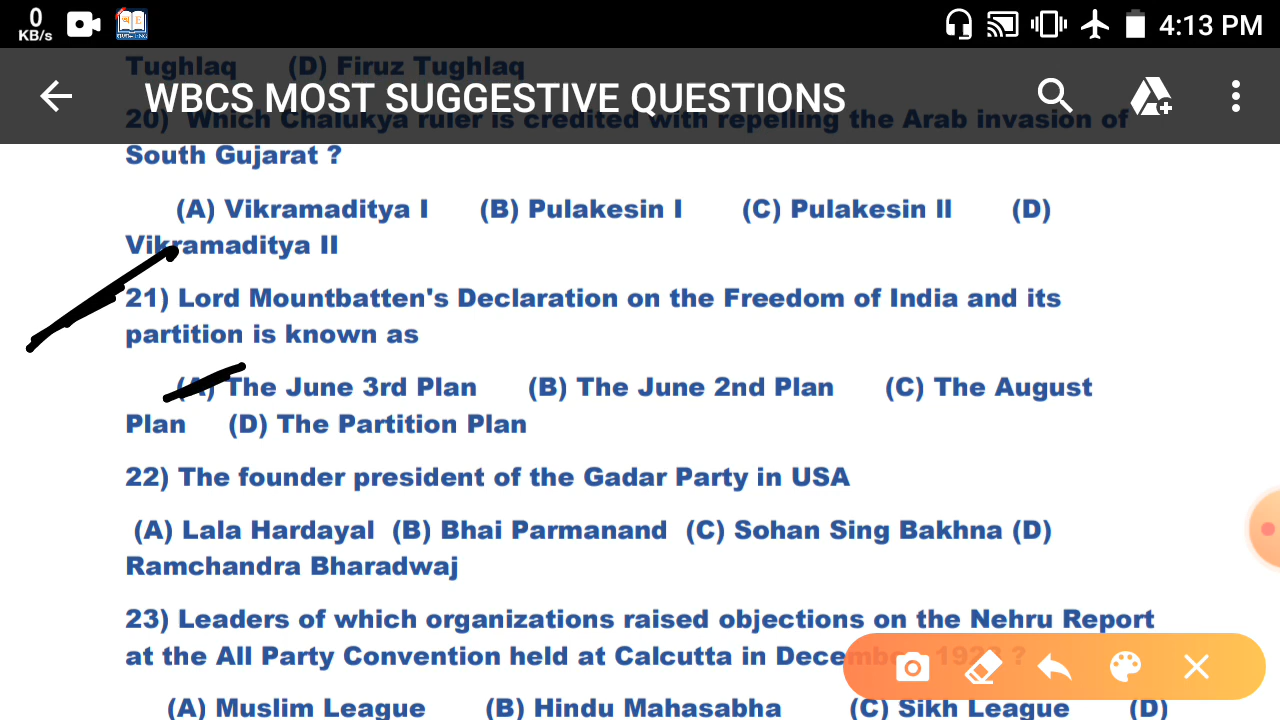 0
KB/s
4:13 PM
Tughlaq (D) Firuz Tughlaq
WBCS MOST SUGGESTIVE QUESTIONS
20) Which Chalukya ruler is credited with repelling the Arab invasion of
South Gujarat ?
(A) Vikramaditya I (B) Pulakesin I (C) Pulakesin II (D)
Vikramaditya II
21) Lord Mountbatten's Declaration on the Freedom of India and its
partition is known as
(A) The June 3rd Plan (B) The June 2nd Plan (C) The August
Plan (D) The Partition Plan
22) The founder president of the Gadar Party in USA
(A) Lala Hardayal (B) Bhai Parmanand (C) Sohan Sing Bakhna (D)
Ramchandra Bharadwaj
23) Leaders of which organizations raised objections on the Nehru Report
at the All Party Convention held at Calcutta in December ?
(A) Muslim League (B) Hindu Mahasabha (C) Sikh League (D)